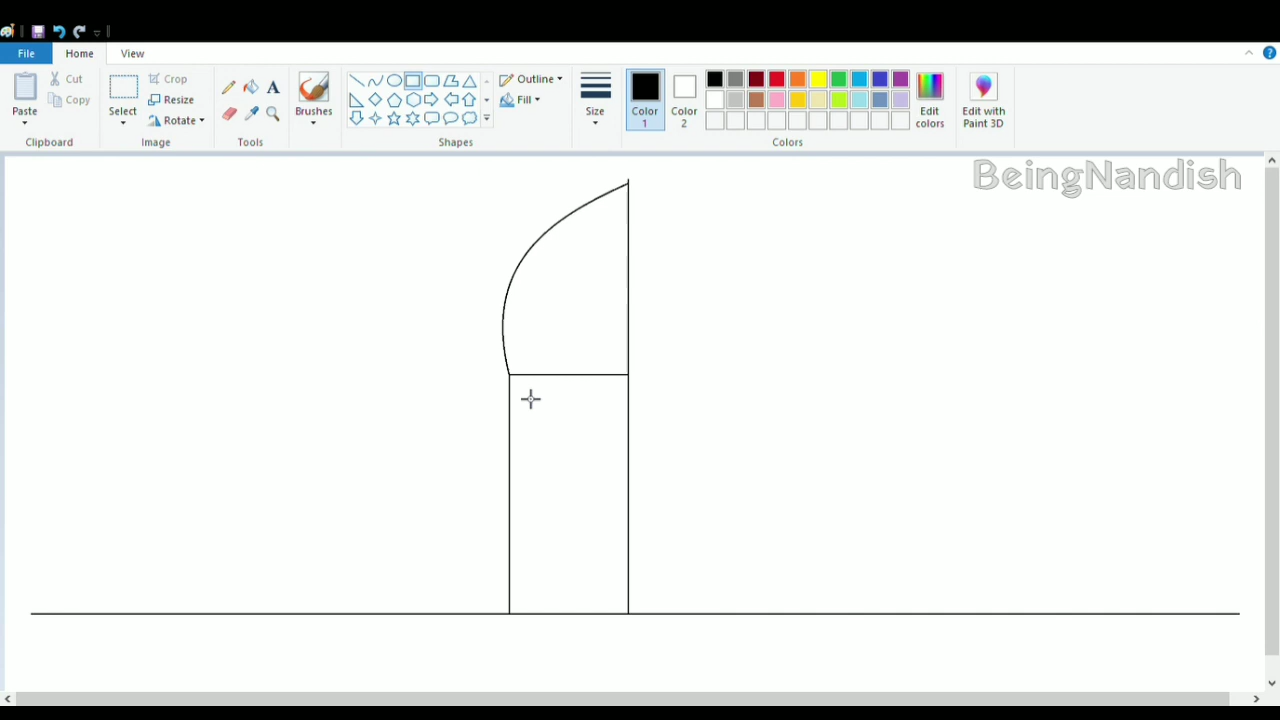 File Home View
Paste
Cut
Copy
Clipboard
Select
Crop
Resize
Rotate
Image
A
Tools
Brushes
Shapes
Outline
Fill
Size
Color 1
Color 2
Edit colors
Colors
Edit with Paint 3D
BeingNandish